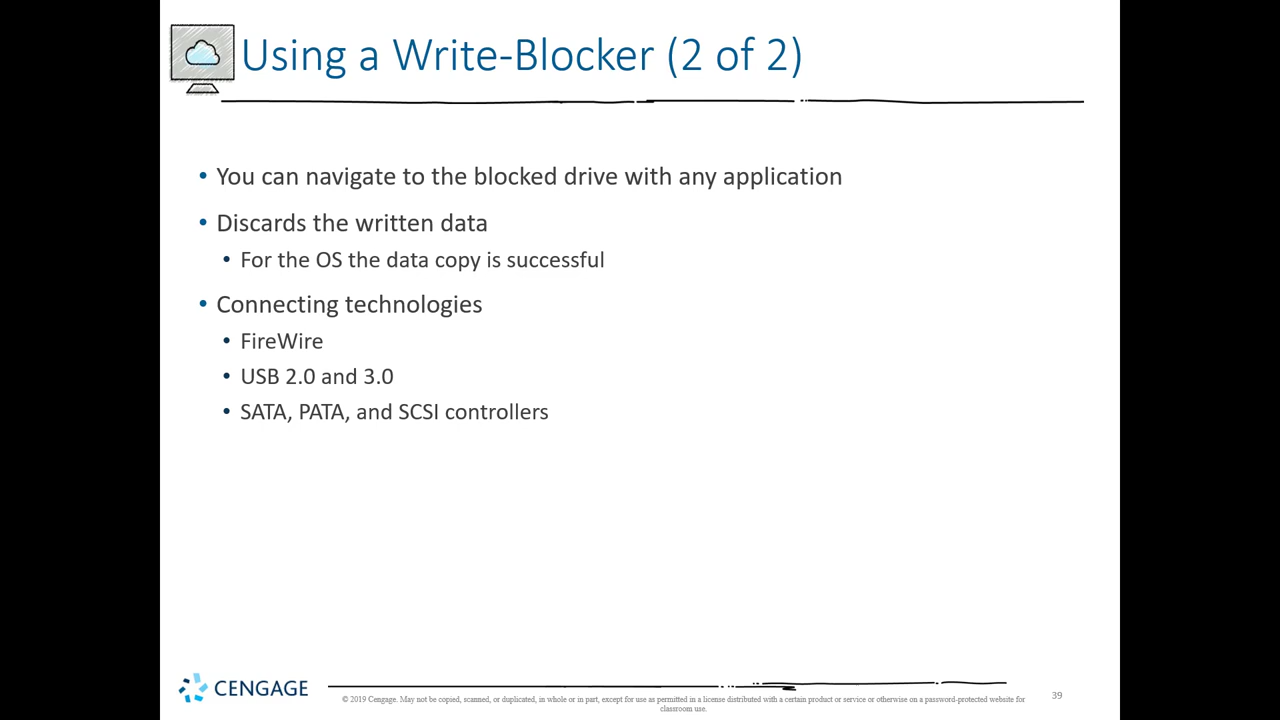 Using a Write-Blocker (2 of 2)
• You can navigate to the blocked drive with any application
• Discards the written data
• For the OS the data copy is successful
• Connecting technologies
• FireWire
• USB 2.0 and 3.0
• SATA, PATA, and SCSI controllers
CENGAGE
© 2019 Cengage. May not be copied, scanned, or duplicated, in whole or in part, except for use as permitted in a license distributed with a certain product or service or otherwise on a password-protected website for
classroom use.
39